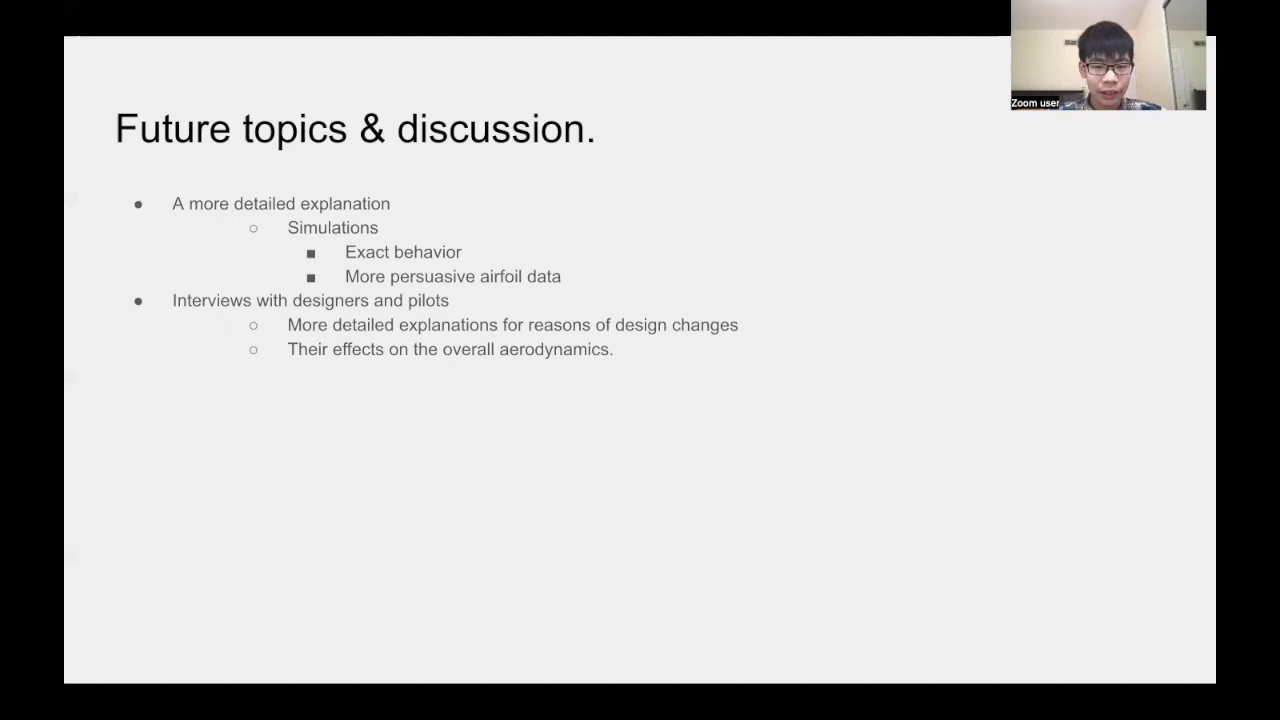 Future topics & discussion.
● A more detailed explanation
○ Simulations
■ Exact behavior
■ More persuasive airfoil data
● Interviews with designers and pilots
○ More detailed explanations for reasons of design changes
○ Their effects on the overall aerodynamics.
Zoom user